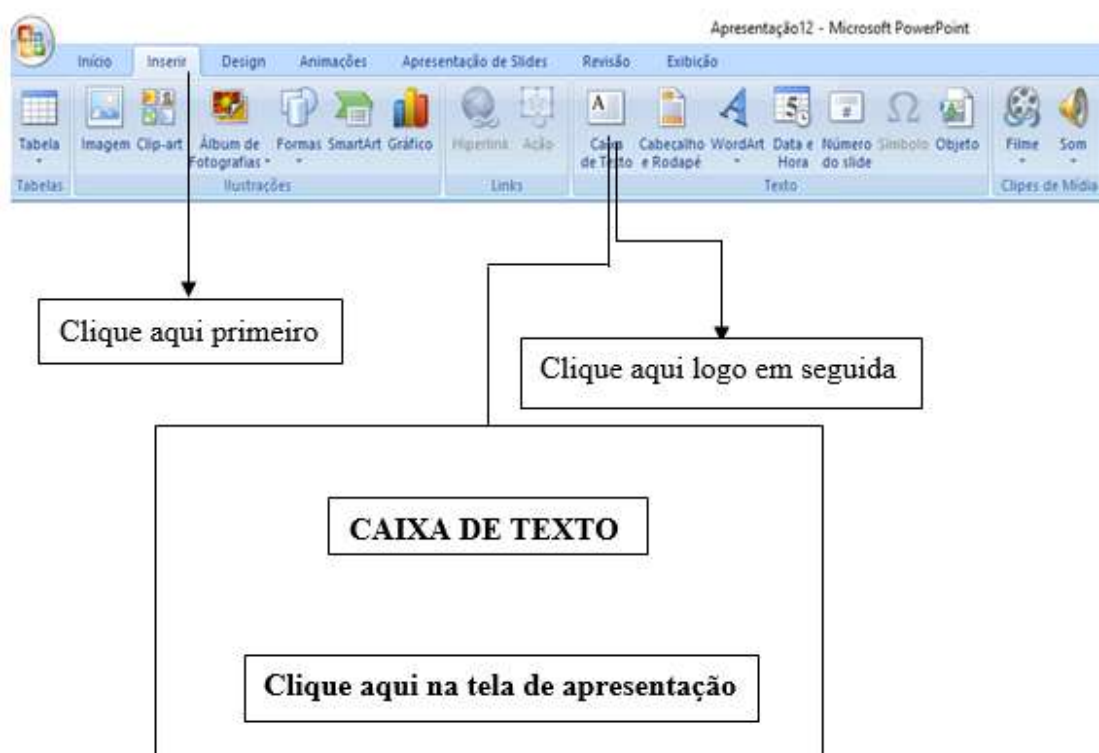 Apresentação12 - Microsoft PowerPoint
Início Inserir Design Animações Apresentação de Slides Revisão Exibição
Tabela Imagem Clip-art Álbum de Fotografias Formas SmartArt Gráfico Hiperlink Ação Caixa de Texto Cabeçalho e Rodapé WordArt Data e Hora Número do slide Símbolo Objeto Filme Som
Tabelas Ilustrações Links Texto Clipes de Mídia
Clique aqui primeiro
Clique aqui logo em seguida
CAIXA DE TEXTO
Clique aqui na tela de apresentação